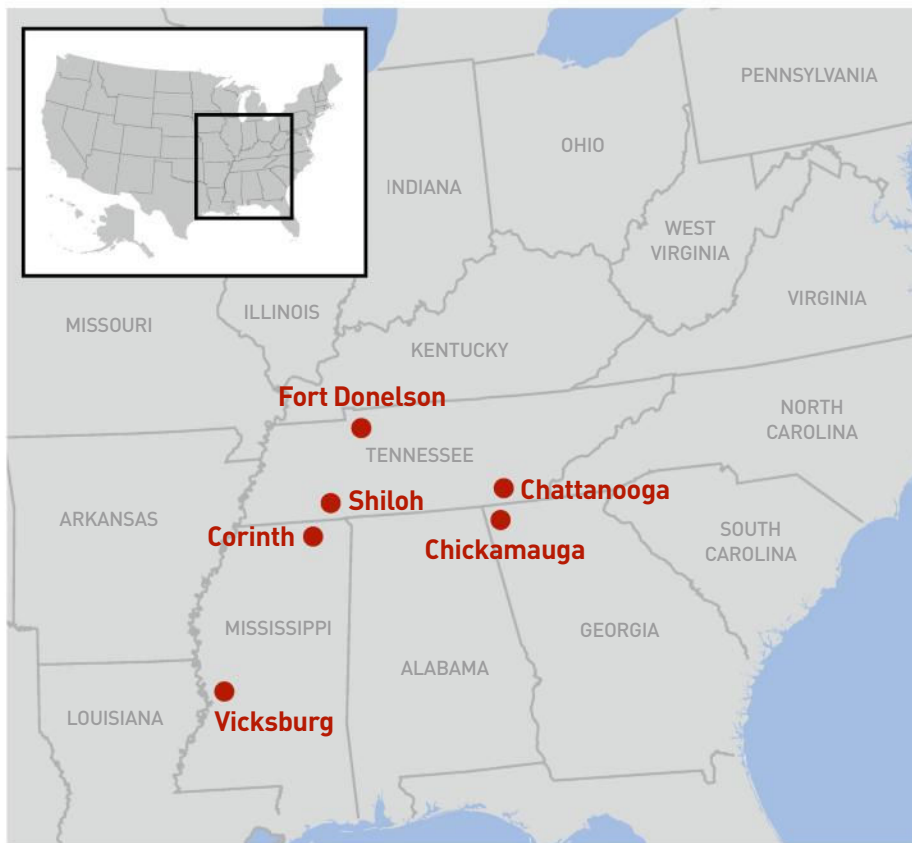 PENNSYLVANIA
OHIO
INDIANA
WEST
VIRGINIA
VIRGINIA
ILLINOIS
MISSOURI
KENTUCKY
Fort Donelson
NORTH
CAROLINA
TENNESSEE
Chattanooga
Shiloh
ARKANSAS
Corinth
SOUTH
CAROLINA
Chickamauga
MISSISSIPPI
GEORGIA
ALABAMA
LOUISIANA
Vicksburg